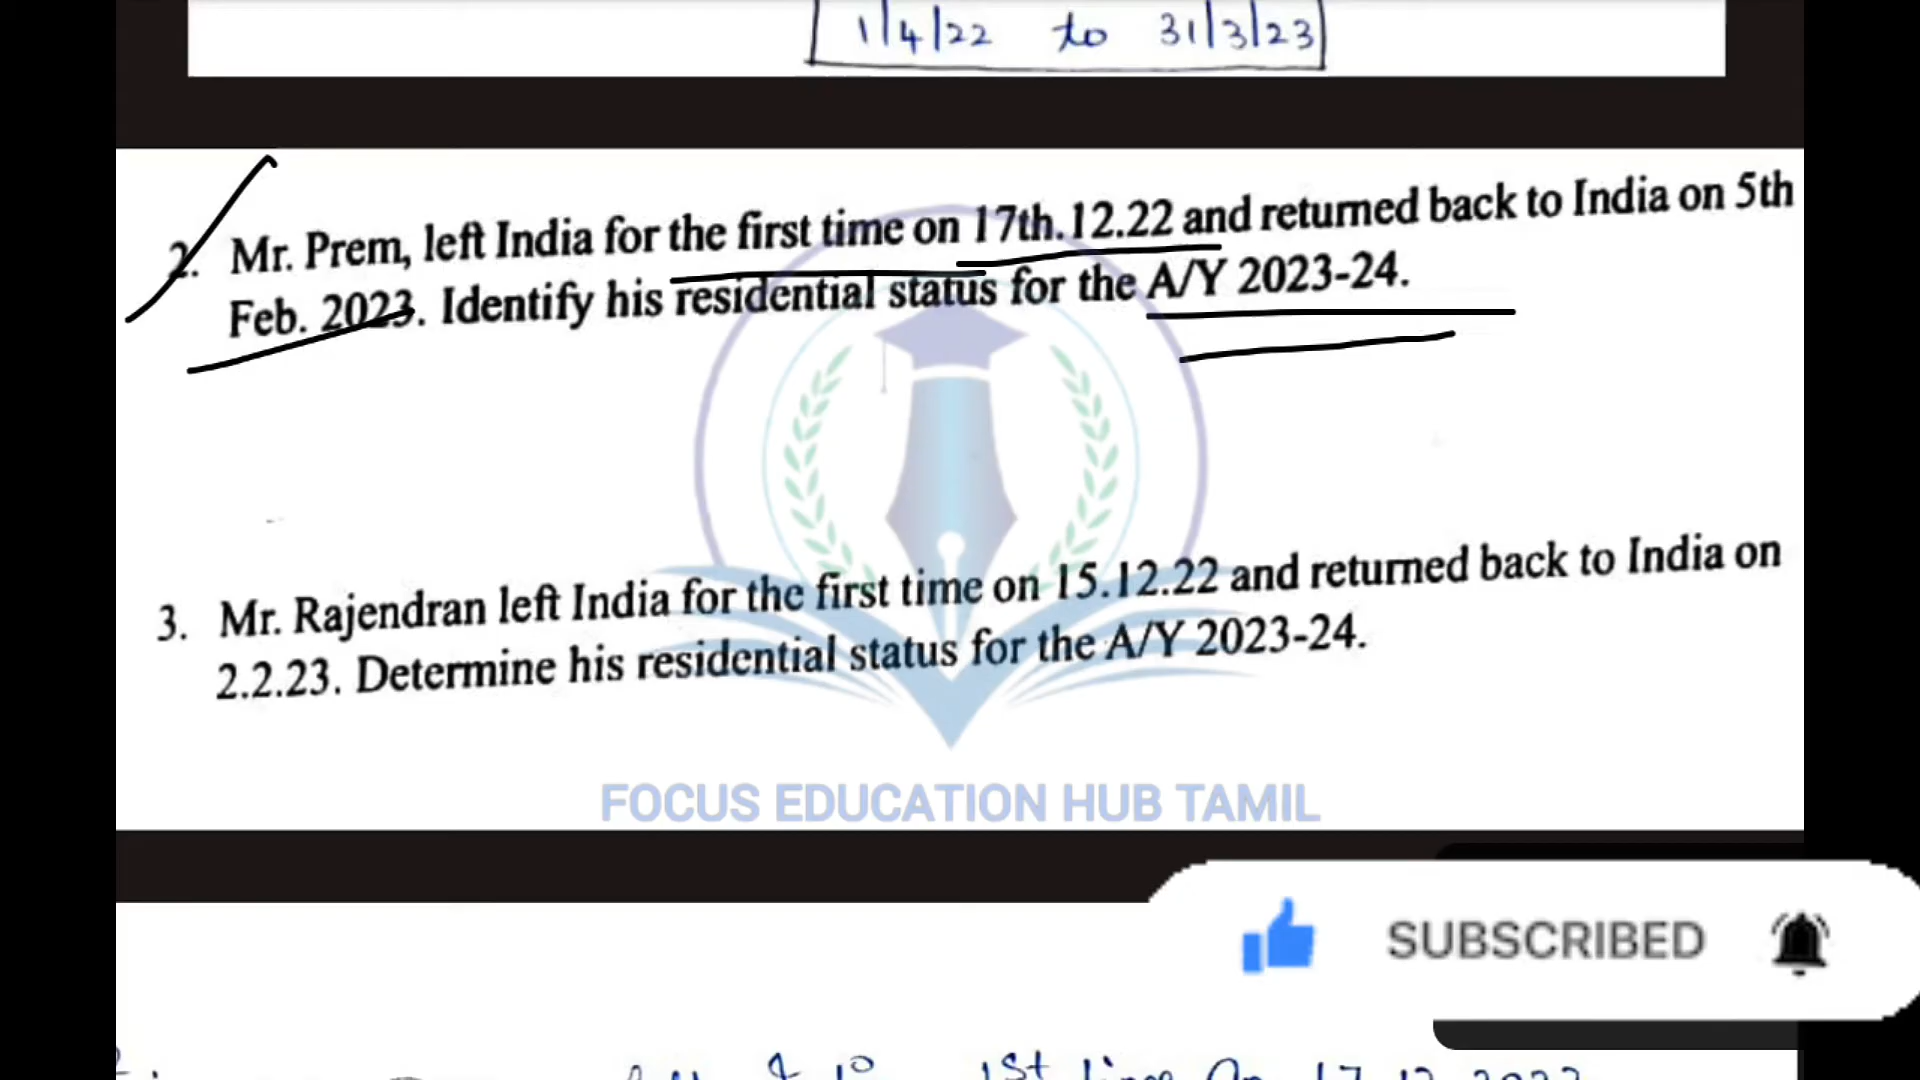 1/4/22 to 31/3/23
2. Mr. Prem, left India for the first time on 17th.12.22 and returned back to India on 5th
Feb. 2023. Identify his residential status for the A/Y 2023-24.
3. Mr. Rajendran left India for the first time on 15.12.22 and returned back to India on
2.2.23. Determine his residential status for the A/Y 2023-24.
FOCUS EDUCATION HUB TAMIL
SUBSCRIBED